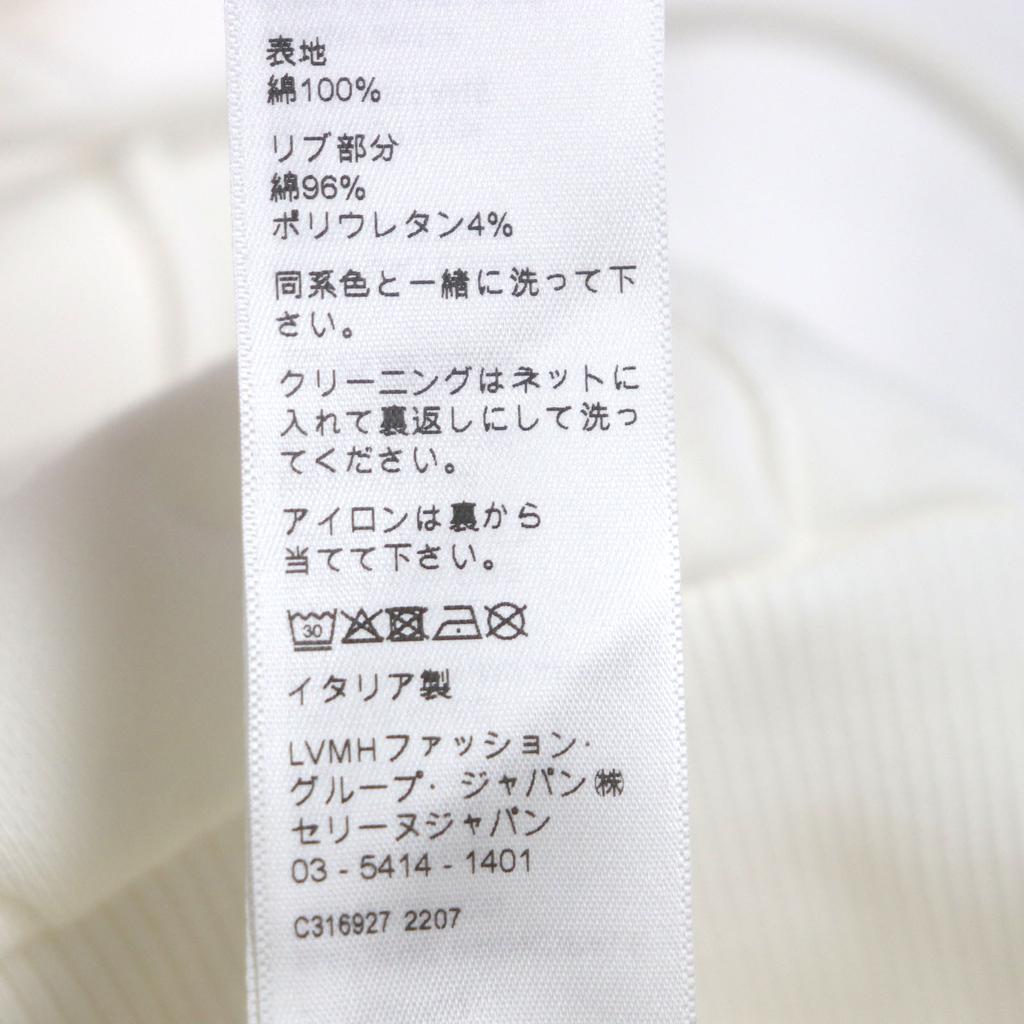 表地
綿100%
リブ部分
綿96%
ポリウレタン4%
同系色と一緒に洗って下
さい。
クリーニングはネットに
入れて裏返しにして洗っ
てください。
アイロンは裏から
当てて下さい。
30
イタリア製
LVMHファッション·
グループ· ジャパン㈱
セリーヌジャパン
03 - 5414 - 1401
C316927 2207